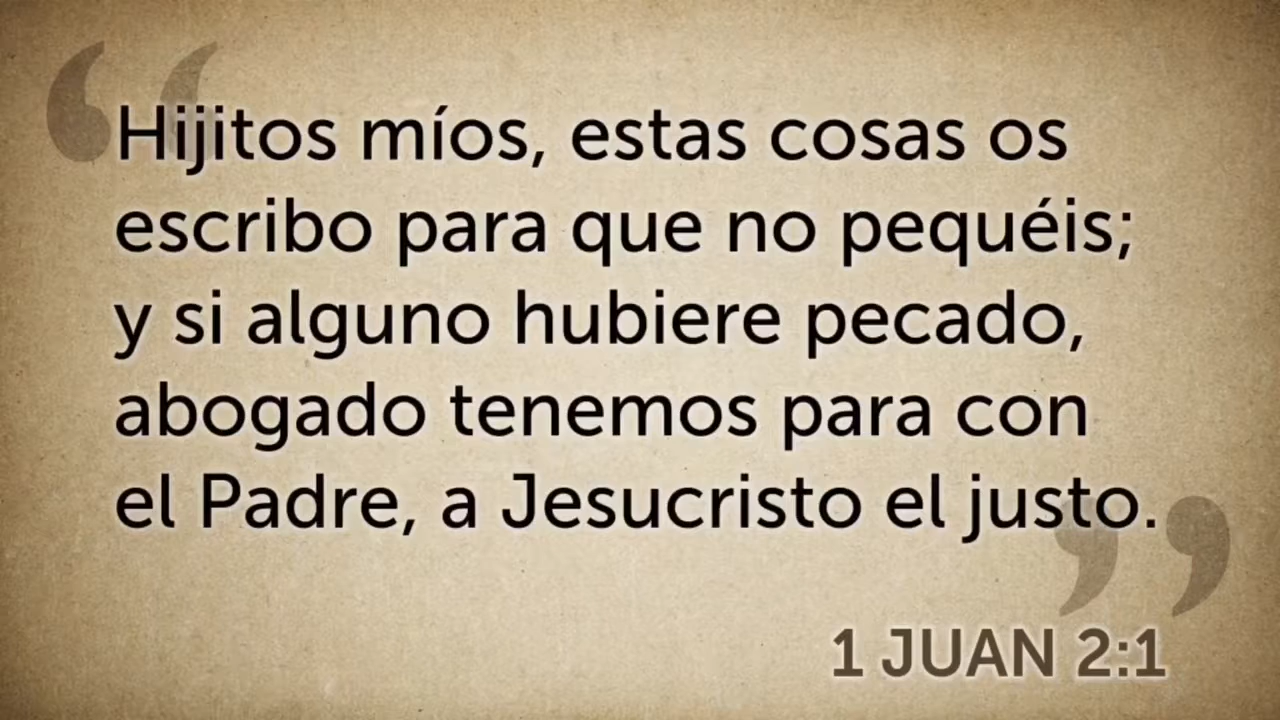 Hijitos míos, estas cosas os
escribo para que no pequéis;
y si alguno hubiere pecado,
abogado tenemos para con
el Padre, a Jesucristo el justo.
1 JUAN 2:1